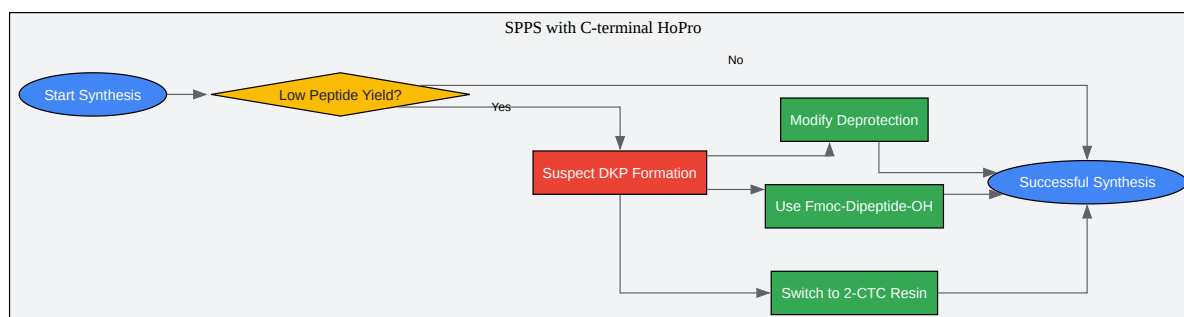 SPPS with C-terminal HoPro
No
Start Synthesis
Low Peptide Yield?
Yes
Modify Deprotection
Suspect DKP Formation
Successful Synthesis
Use Fmoc-Dipeptide-OH
Switch to 2-CTC Resin